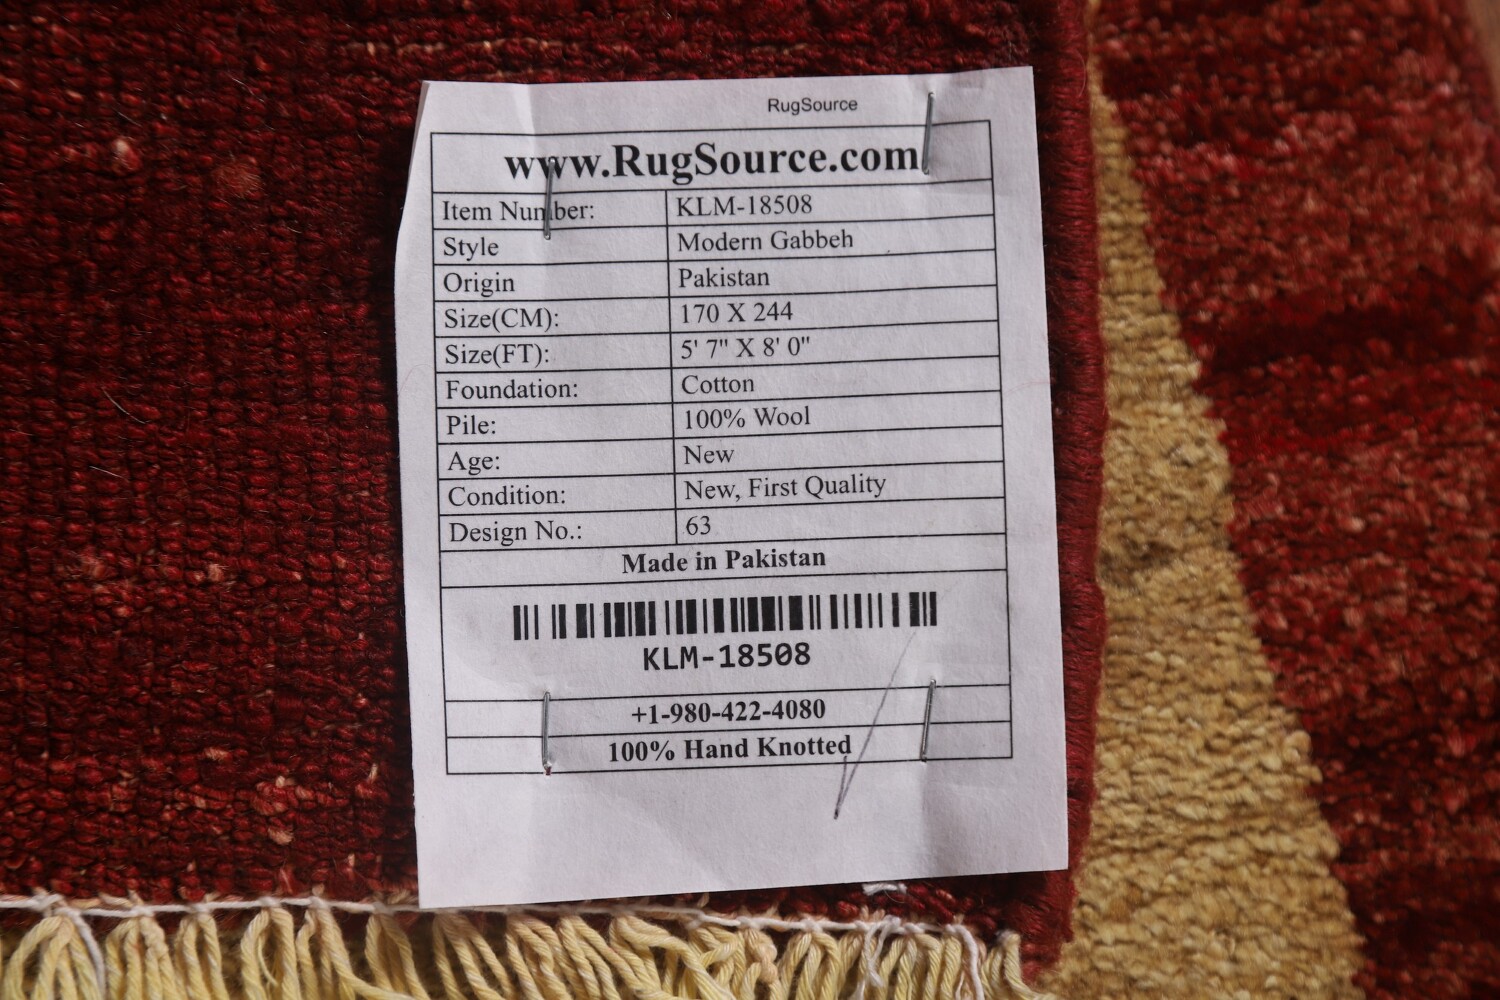 RugSource
www.RugSource.com
Item Number: KLM-18508
Style Modern Gabbeh
Origin Pakistan
Size(CM): 170 X 244
Size(FT): 5' 7" X 8' 0"
Foundation: Cotton
Pile: 100% Wool
Age: New
Condition: New, First Quality
Design No.: 63
Made in Pakistan
KLM-18508
+1-980-422-4080
100% Hand Knotted